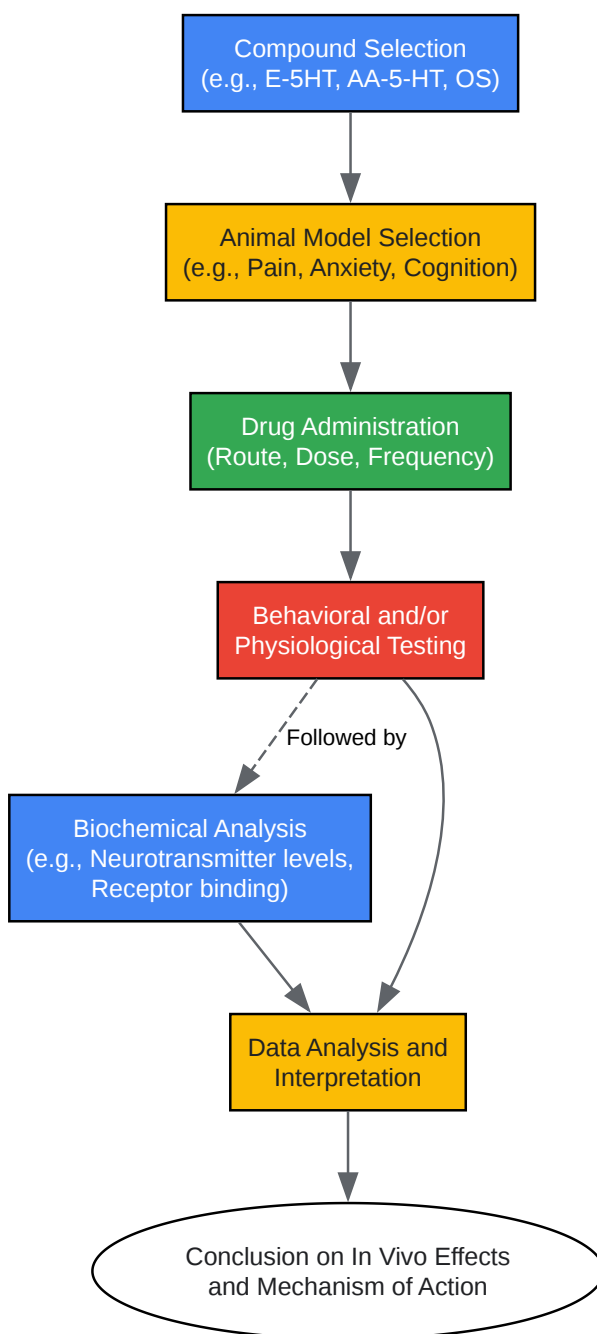 Compound Selection
(e.g., E-5HT, AA-5-HT, OS)
Animal Model Selection
(e.g., Pain, Anxiety, Cognition)
Drug Administration
(Route, Dose, Frequency)
Behavioral and/or
Physiological Testing
Followed by
Biochemical Analysis
(e.g., Neurotransmitter levels,
Receptor binding)
Data Analysis and
Interpretation
Conclusion on In Vivo Effects
and Mechanism of Action